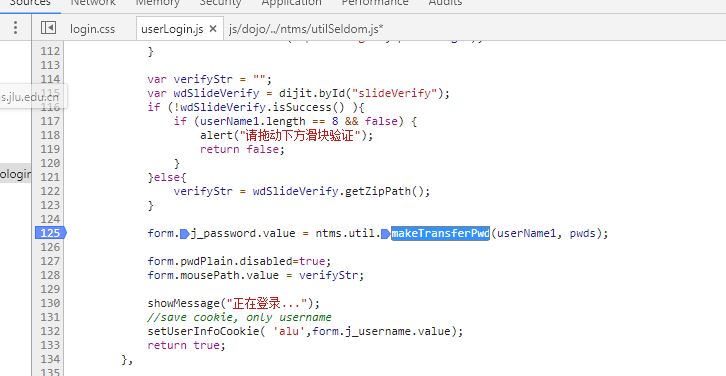 Sources Network Performance Memory Application Security Audits
login.css userLogin.js × js/dojo/../ntms/utilSeldom.js*
112 }
113
114 var verifyStr = "";
s.jlu.edu.cn 115 var wdSlideVerify = dijit.byId("slideVerify");
116 if (!wdSlideVerify.isSuccess() ){
117 if (userName1.length == 8 && false) {
118 alert("请拖动下方滑块验证");
119 return false;
120 }
ologin 121 }else{
122 verifyStr = wdSlideVerify.getZipPath();
123 }
124
125 form.j_password.value = ntms.util.makeTransferPwd(userName1, pwds);
126
127 form.pwdPlain.disabled=true;
128 form.mousePath.value = verifyStr;
129
130 showMessage("正在登录...");
131 //save cookie, only username
132 setUserInfoCookie( 'alu',form.j_username.value);
133 return true;
134 },